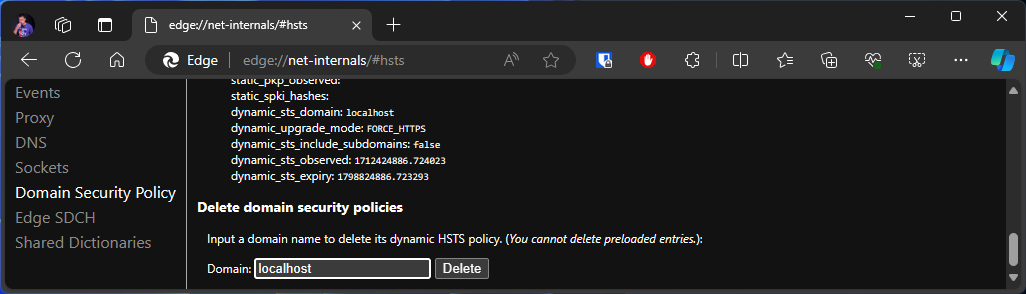 edge://net-internals/#hsts
Edge edge://net-internals/#hsts
Events
Proxy
DNS
Sockets
Domain Security Policy
Edge SDCH
Shared Dictionaries
static_pkp_observed:
static_spki_hashes:
dynamic_sts_domain: localhost
dynamic_upgrade_mode: FORCE_HTTPS
dynamic_sts_include_subdomains: false
dynamic_sts_observed: 1712424886.724023
dynamic_sts_expiry: 1798824886.723293
Delete domain security policies
Input a domain name to delete its dynamic HSTS policy. (You cannot delete preloaded entries.):
Domain: localhost Delete